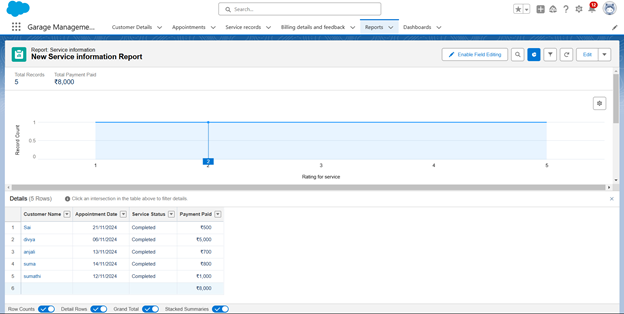 Search...
12
Garage Manageme...
Customer Details
Appointments
Service records
Billing details and feedback
Reports
Dashboards
Report: Service information
New Service information Report
Enable Field Editing
Edit
Total Records
Total Payment Paid
5
₹8,000
Record Count
1
0.5
0
1
2
3
4
5
Rating for service
Details (5 Rows)
Click an intersection in the table above to filter details.
Customer Name
Appointment Date
Service Status
Payment Paid
1 Sai 21/11/2024 Completed ₹500
2 divya 06/11/2024 Completed ₹5,000
3 anjali 13/11/2024 Completed ₹700
4 suma 14/11/2024 Completed ₹800
5 sumathi 12/11/2024 Completed ₹1,000
6 ₹8,000
Row Counts
Detail Rows
Grand Total
Stacked Summaries